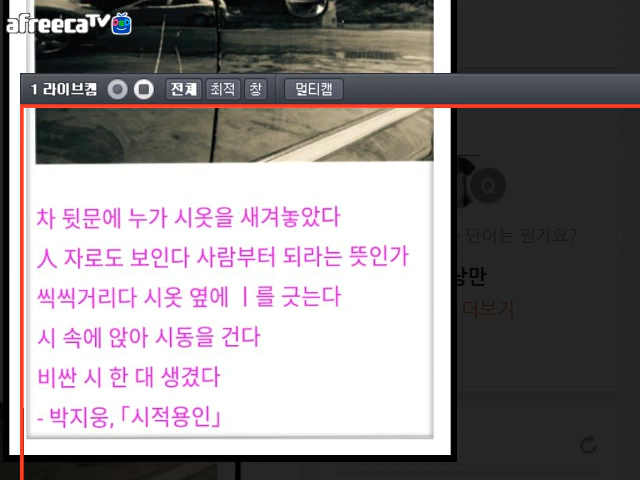 afreecaTV
1 라이브캠 전체 최적 창 멀티캠
차 뒷문에 누가 시옷을 새겨놓았다
人 자로도 보인다 사람부터 되라는 뜻인가
씩씩거리다 시옷 옆에 ㅣ를 긋는다
시 속에 앉아 시동을 건다
비싼 시 한 대 생겼다
- 박지웅, ｢시적용인｣
Q
단어는 뭔가요?
낭만
더보기